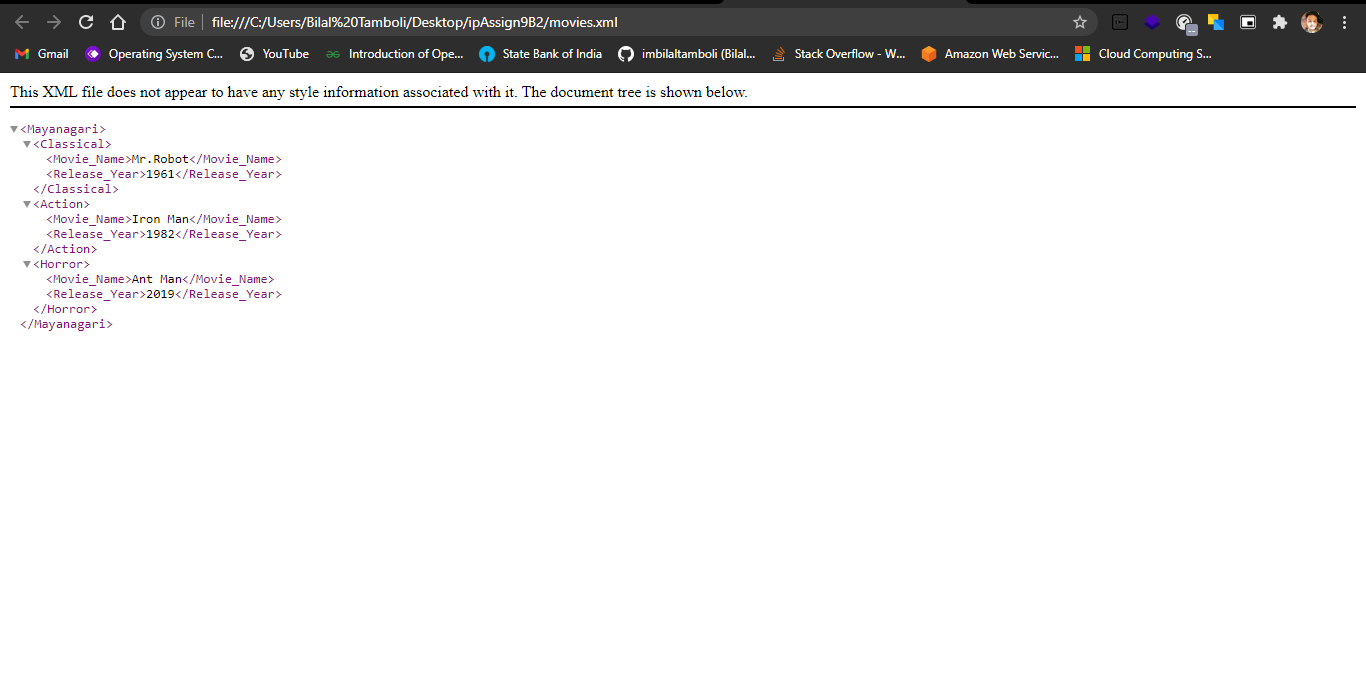 File file:///C:/Users/Bilal%20Tamboli/Desktop/ipAssign9B2/movies.xml
Gmail Operating System C... YouTube Introduction of Ope... State Bank of India imbilaltamboli (Bilal... Stack Overflow - W... Amazon Web Servic... Cloud Computing S...
This XML file does not appear to have any style information associated with it. The document tree is shown below.
<Mayanagari>
<Classical>
<Movie_Name>Mr.Robot</Movie_Name>
<Release_Year>1961</Release_Year>
</Classical>
<Action>
<Movie_Name>Iron Man</Movie_Name>
<Release_Year>1982</Release_Year>
</Action>
<Horror>
<Movie_Name>Ant Man</Movie_Name>
<Release_Year>2019</Release_Year>
</Horror>
</Mayanagari>